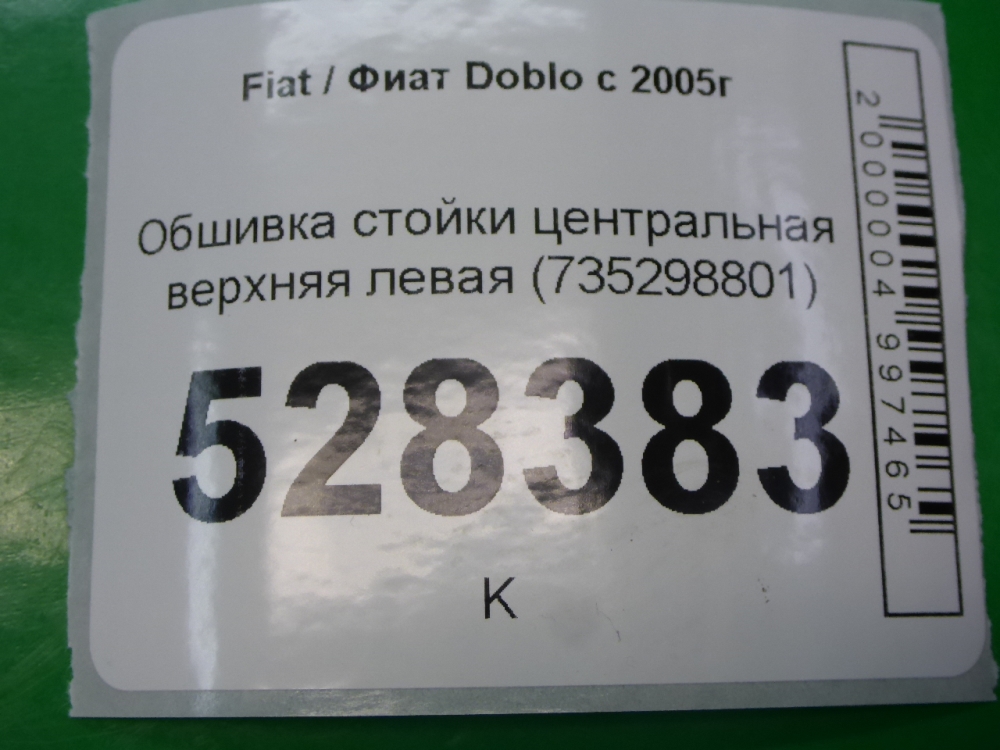 Fiat / Фиат Doblo с 2005г
Обшивка стойки центральная
верхняя левая (735298801)
528383
К
2000004997465